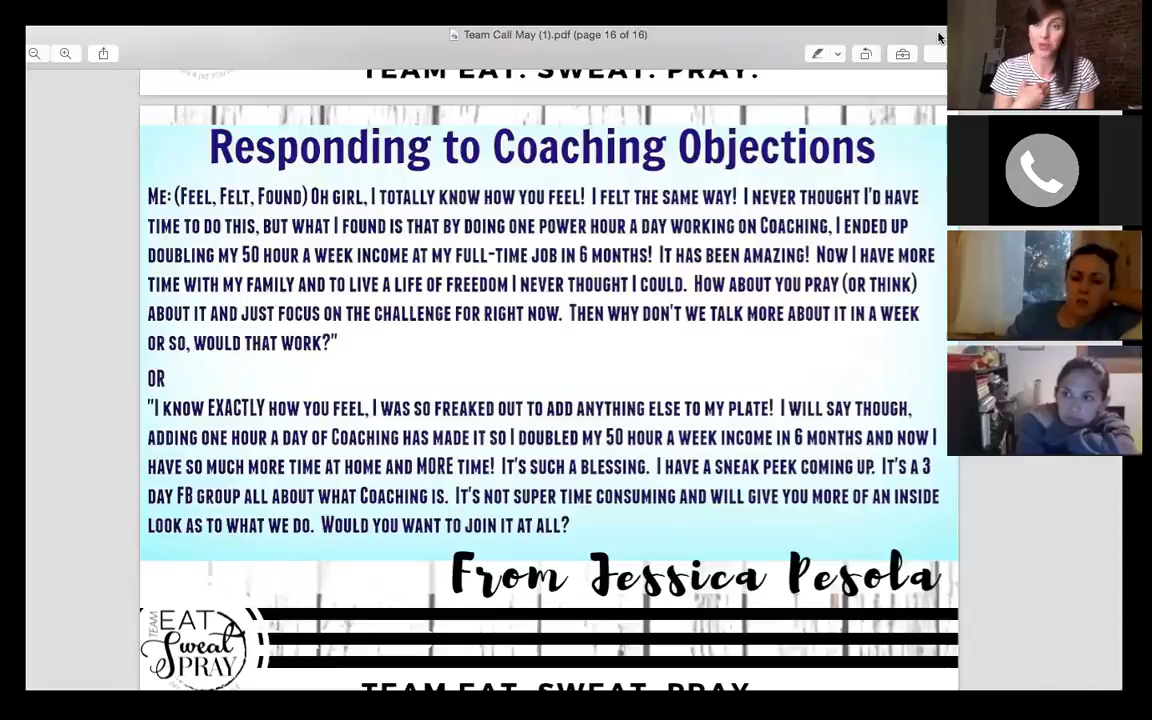 Team Call May (1).pdf (page 16 of 16)
TEAM EAT. SWEAT. PRAY.
Responding to Coaching Objections
Me: (Feel, Felt, Found) Oh girl, I totally know how you feel! I felt the same way! I never thought I'd have
time to do this, but what I found is that by doing one power hour a day working on Coaching, I ended up
doubling my 50 hour a week income at my full-time job in 6 months! It has been amazing! Now I have more
time with my family and to live a life of freedom I never thought I could. How about you pray (or think)
about it and just focus on the challenge for right now. Then why don't we talk more about it in a week
or so, would that work?"
OR
"I know EXACTLY how you feel, I was so freaked out to add anything else to my plate! I will say though,
adding one hour a day of Coaching has made it so I doubled my 50 hour a week income in 6 months and now I
have so much more time at home and MORE time! It's such a blessing. I have a sneak peek coming up. It's a 3
day FB group all about what Coaching is. It's not super time consuming and will give you more of an inside
look as to what we do. Would you want to join it at all?
From Jessica Pesola
TEAM
EAT
Sweat
PRAY
TEAM EAT. SWEAT. PRAY.